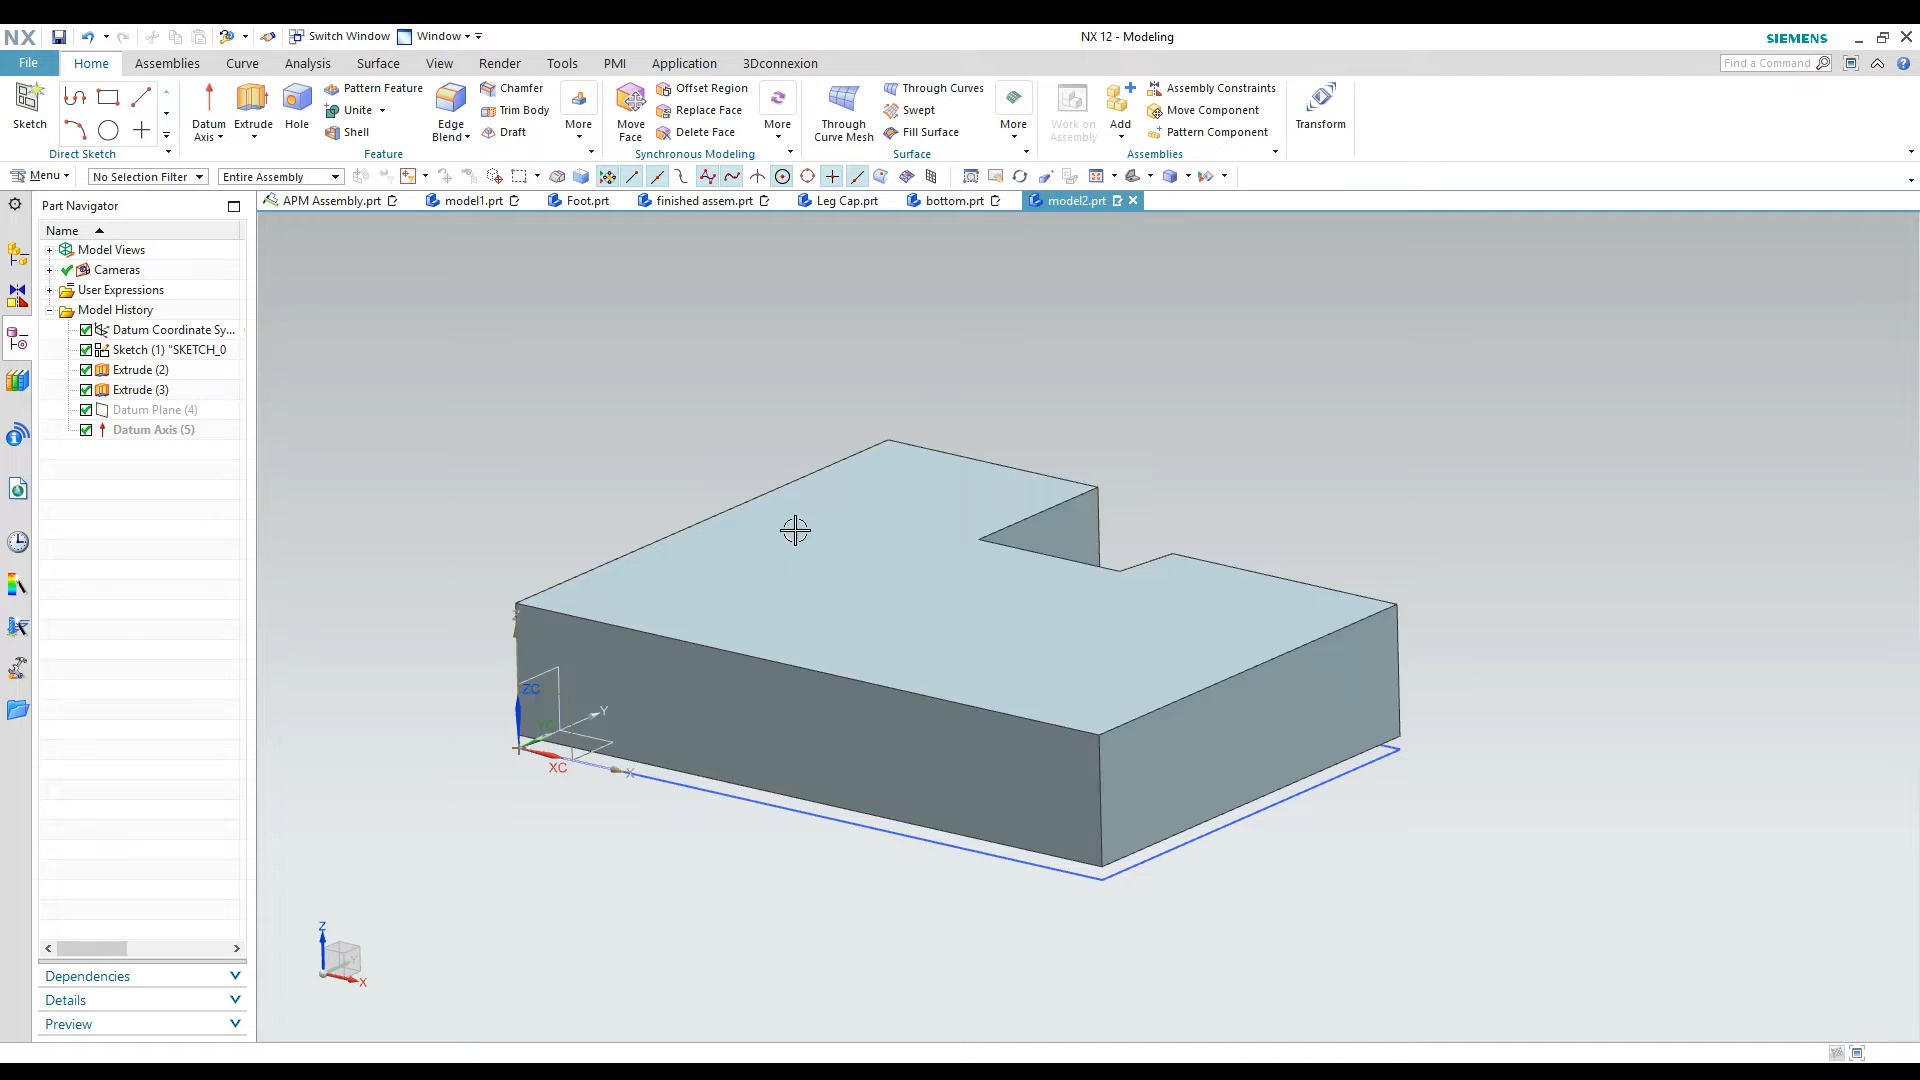 NX Switch Window Window NX 12 - Modeling SIEMENS
File Home Assemblies Curve Analysis Surface View Render Tools PMI Application 3Dconnexion Find a Command
Sketch
Direct Sketch
Datum Axis
Extrude
Hole
Pattern Feature
Unite
Shell
Edge Blend
Chamfer
Trim Body
Draft
More
Feature
Move Face
Offset Region
Replace Face
Delete Face
More
Synchronous Modeling
Through Curve Mesh
Through Curves
Swept
Fill Surface
More
Surface
Work on Assembly
Add
Assembly Constraints
Move Component
Pattern Component
Assemblies
Transform
Menu No Selection Filter Entire Assembly
Part Navigator
APM Assembly.prt model1.prt Foot.prt finished assem.prt Leg Cap.prt bottom.prt model2.prt
Name
Model Views
Cameras
User Expressions
Model History
Datum Coordinate Sy...
Sketch (1) "SKETCH_0
Extrude (2)
Extrude (3)
Datum Plane (4)
Datum Axis (5)
ZC
YC
Y
XC
X
Z
Y
X
Dependencies
Details
Preview